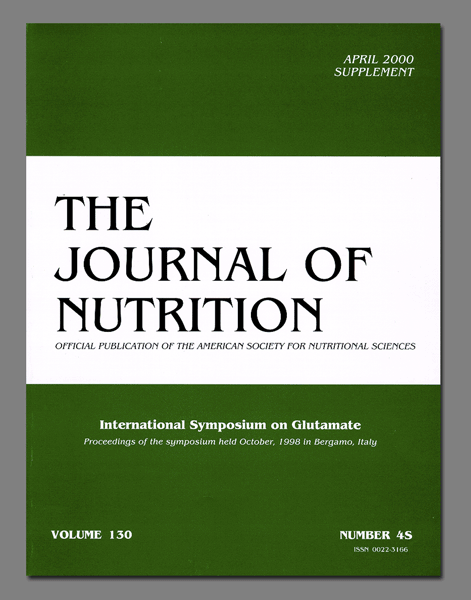 APRIL 2000
SUPPLEMENT
THE
JOURNAL OF
NUTRITION
OFFICIAL PUBLICATION OF THE AMERICAN SOCIETY FOR NUTRITIONAL SCIENCES
International Symposium on Glutamate
Proceedings of the symposium held October, 1998 in Bergamo, Italy
VOLUME 130
NUMBER 4S
ISSN 0022-3166